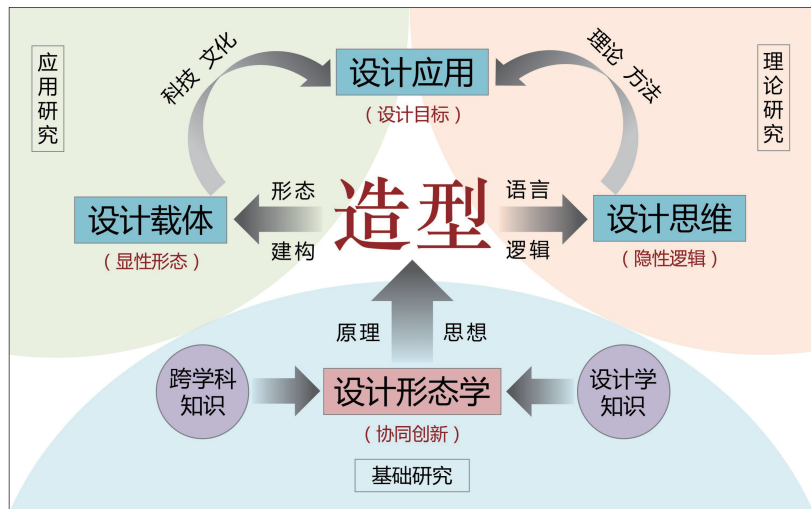 应用研究
科技 文化
设计应用
(设计目标)
理论 方法
理论研究
设计载体
(显性形态)
形态
建构
造型
语言
逻辑
设计思维
(隐性逻辑)
原理 思想
跨学科
知识
设计形态学
(协同创新)
设计学
知识
基础研究